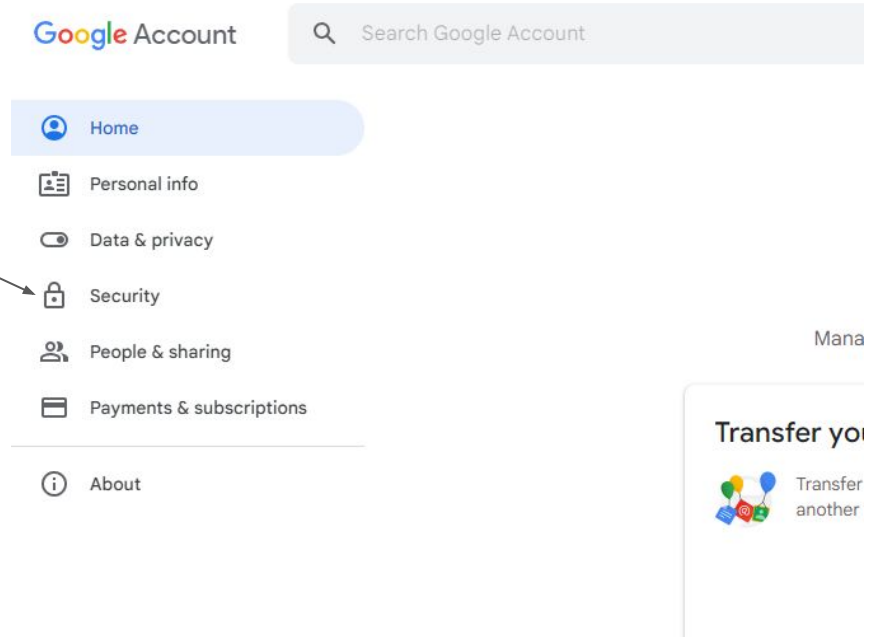 Google Account
Search Google Account
Home
Personal info
Data & privacy
Security
People & sharing
Payments & subscriptions
About
Mana
Transfer you
Transfer
another